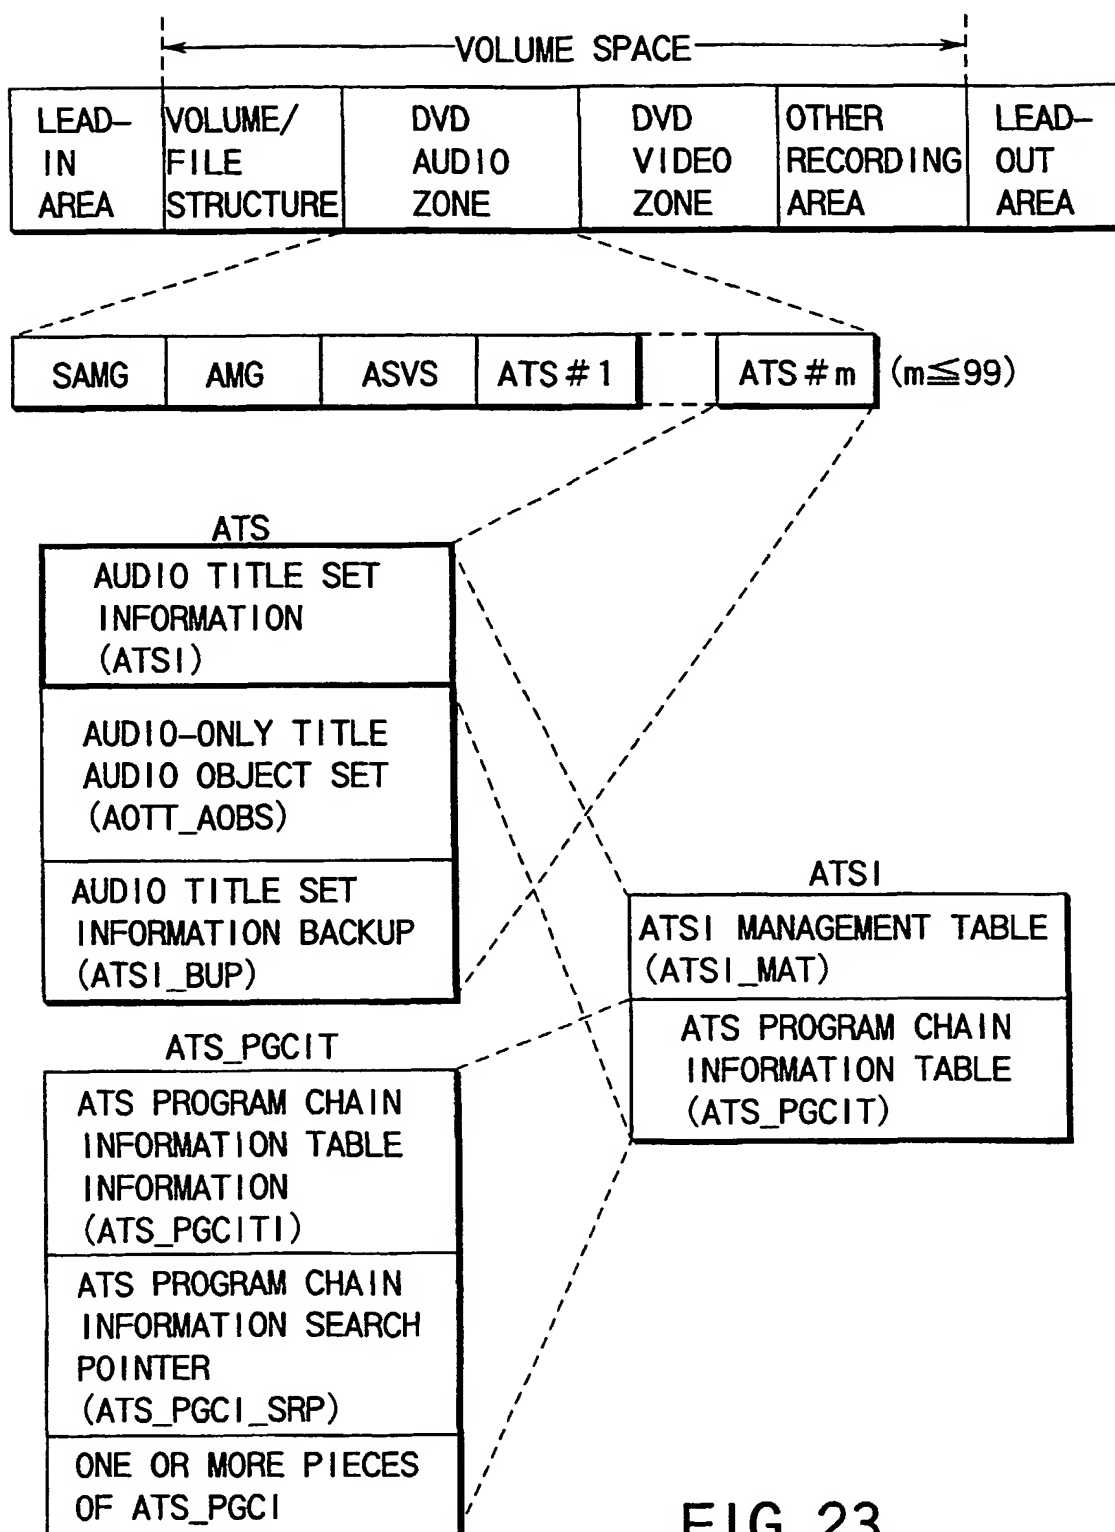 VOLUME SPACE
LEAD-
IN
AREA
VOLUME/
FILE
STRUCTURE
DVD
AUDIO
ZONE
DVD
VIDEO
ZONE
OTHER
RECORDING
AREA
LEAD-
OUT
AREA
SAMG
AMG
ASVS
ATS#1
ATS#m
(m≦99)
ATS
AUDIO TITLE SET
INFORMATION
(ATSI)
AUDIO-ONLY TITLE
AUDIO OBJECT SET
(AOTT_AOBS)
AUDIO TITLE SET
INFORMATION BACKUP
(ATSI_BUP)
ATSI
ATSI MANAGEMENT TABLE
(ATSI_MAT)
ATS PROGRAM CHAIN
INFORMATION TABLE
(ATS_PGCIT)
ATS_PGCIT
ATS PROGRAM CHAIN
INFORMATION TABLE
INFORMATION
(ATS_PGCITI)
ATS PROGRAM CHAIN
INFORMATION SEARCH
POINTER
(ATS_PGCI_SRP)
ONE OR MORE PIECES
OF ATS_PGCI
FIG. 23